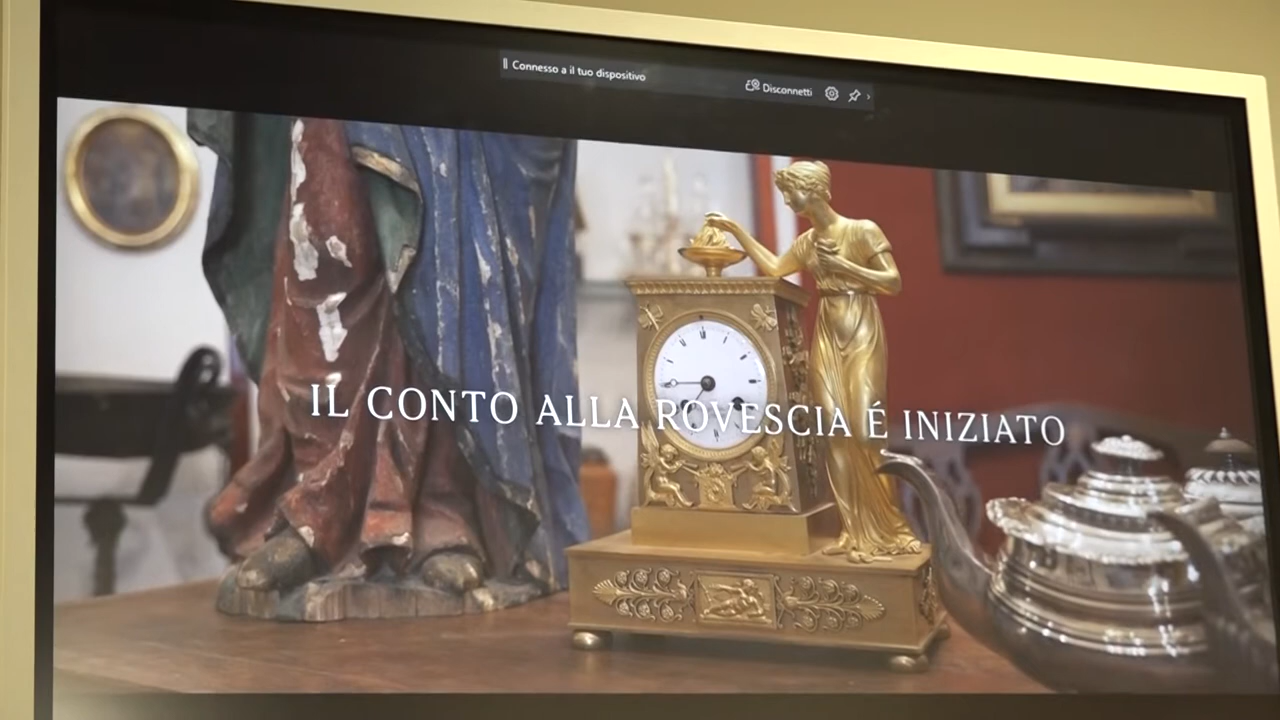 Connesso a il tuo dispositivo
Disconnetti
IL CONTO ALLA ROVESCIA É INIZIATO